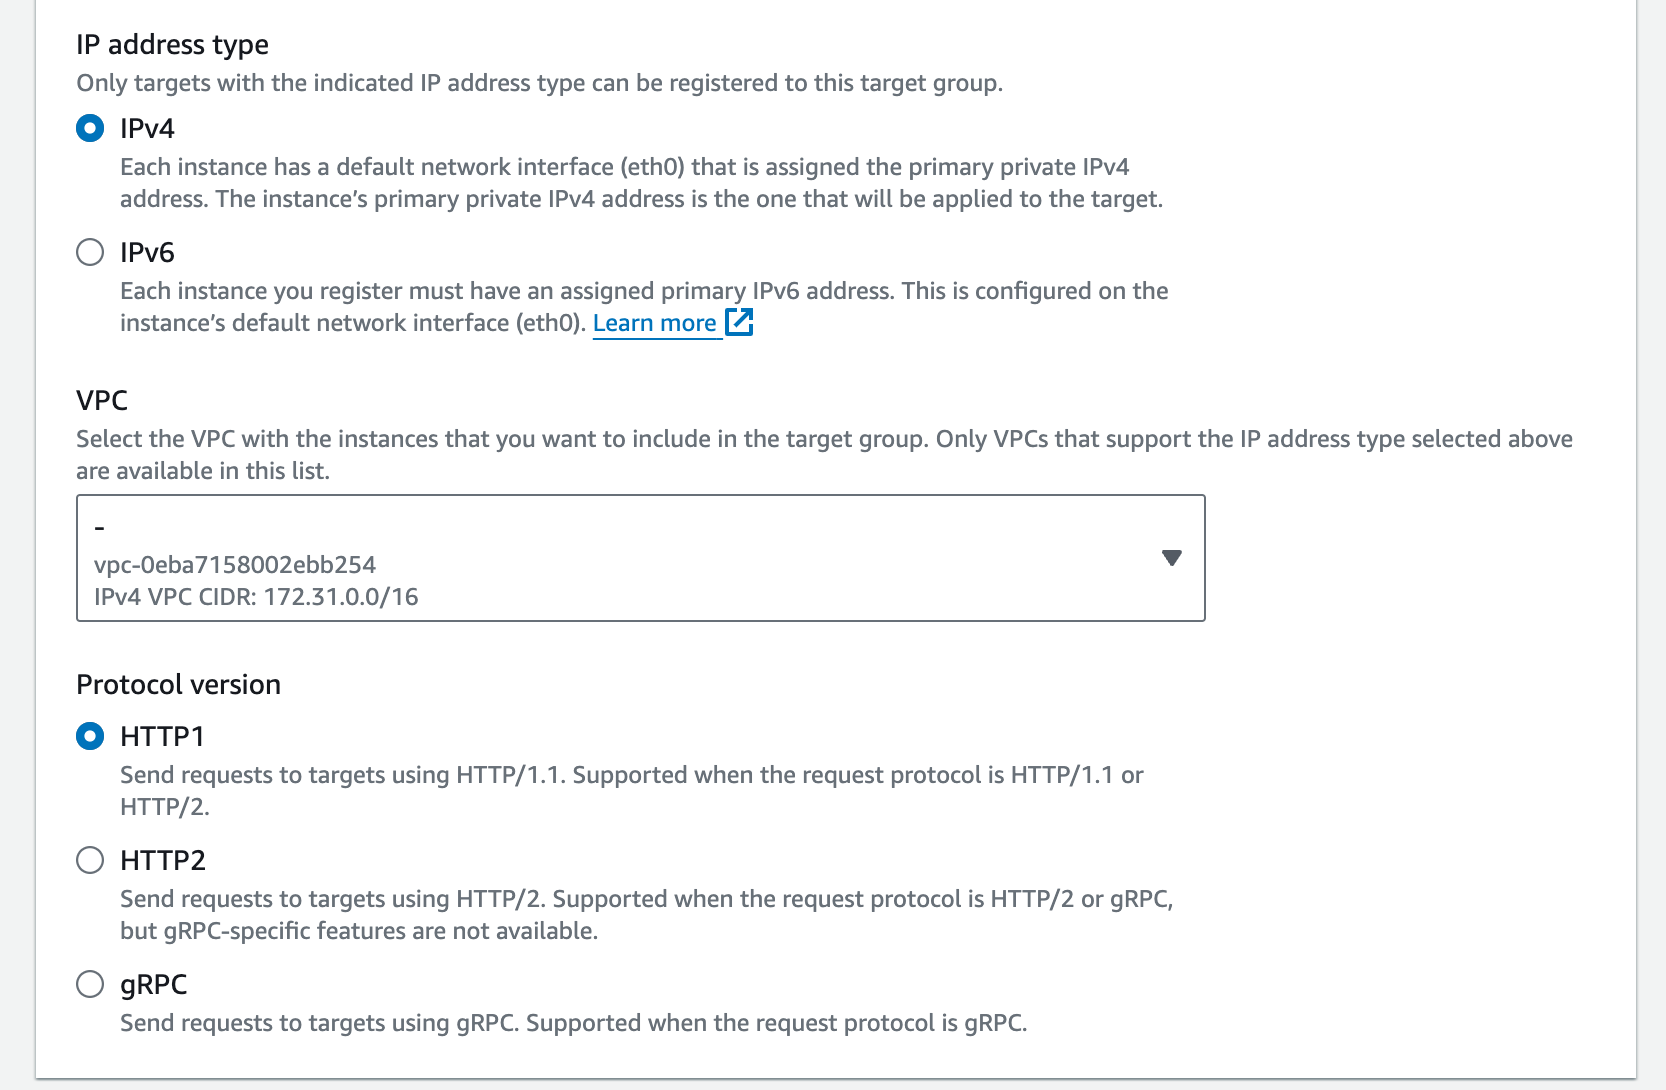 IP address type
Only targets with the indicated IP address type can be registered to this target group.
IPv4
Each instance has a default network interface (eth0) that is assigned the primary private IPv4
address. The instance’s primary private IPv4 address is the one that will be applied to the target.
IPv6
Each instance you register must have an assigned primary IPv6 address. This is configured on the
instance’s default network interface (eth0). Learn more
VPC
Select the VPC with the instances that you want to include in the target group. Only VPCs that support the IP address type selected above
are available in this list.
-
vpc-0eba7158002ebb254
IPv4 VPC CIDR: 172.31.0.0/16
Protocol version
HTTP1
Send requests to targets using HTTP/1.1. Supported when the request protocol is HTTP/1.1 or
HTTP/2.
HTTP2
Send requests to targets using HTTP/2. Supported when the request protocol is HTTP/2 or gRPC,
but gRPC-specific features are not available.
gRPC
Send requests to targets using gRPC. Supported when the request protocol is gRPC.